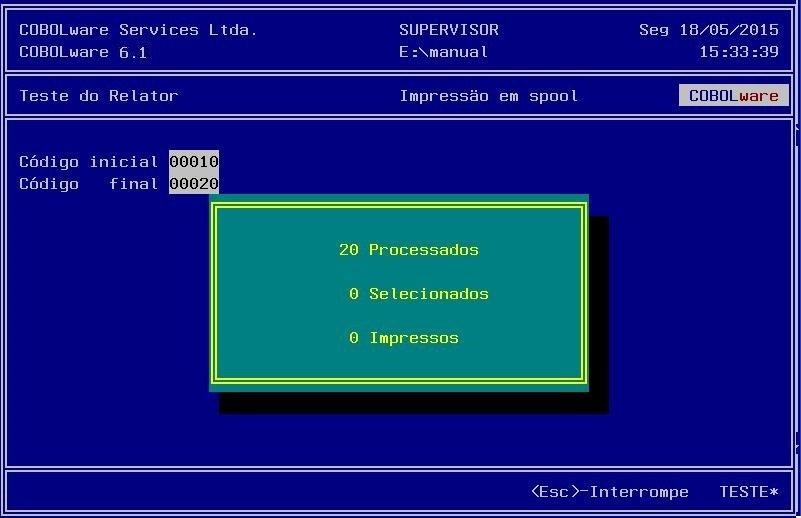 COBOLware Services Ltda. SUPERVISOR Seg 18/05/2015
COBOLware 6.1 E:\manual 15:33:39
Teste do Relator Impressão em spool COBOLware
Código inicial 00010
Código final 00020
20 Processados
0 Selecionados
0 Impressos
<Esc>-Interrompe TESTE*